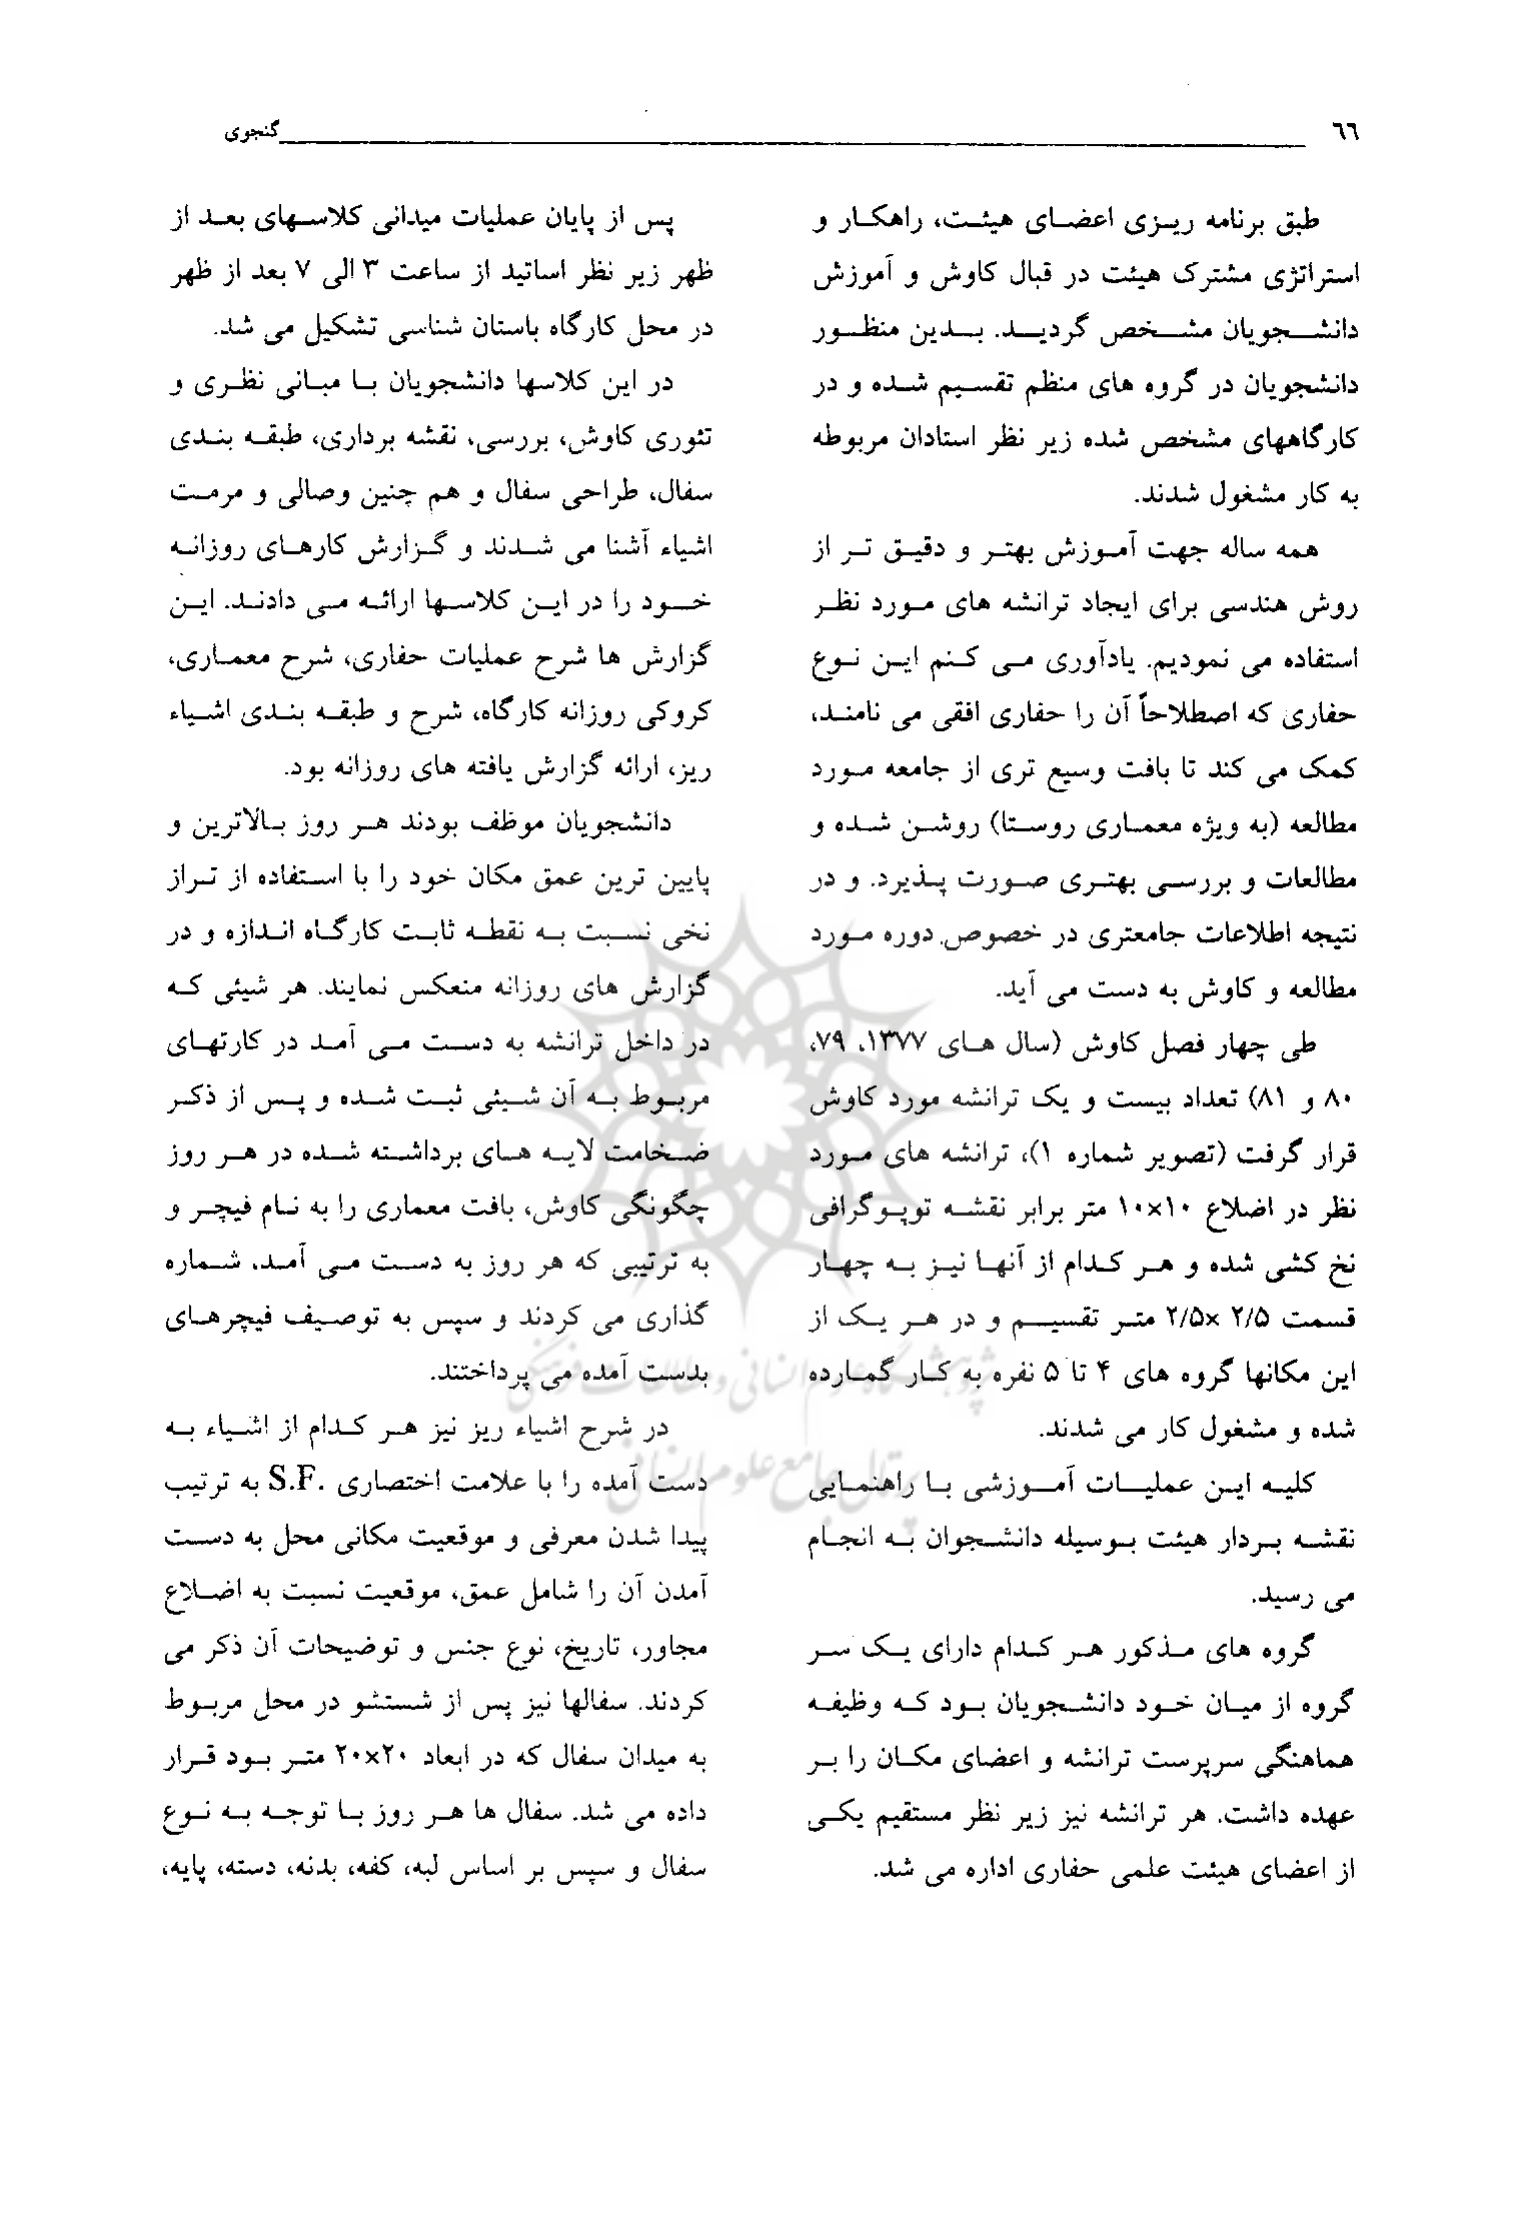 ٦٦
گنجوی
طبق برنامه ریزی اعضای هیئت، راهکار و
استراتژی مشترک هیئت در قبال کاوش و آموزش
دانشجویان مشخص گردید. بدین منظور
دانشجویان در گروه های منظم تقسیم شده و در
کارگاههای مشخص شده زیر نظر استادان مربوطه
به کار مشغول شدند.
همه ساله جهت آموزش بهتر و دقیق تر از
روش هندسی برای ایجاد ترانشه های مورد نظر
استفاده می نمودیم. یادآوری می کنم این نوع
حفاری که اصطلاحاً آن را حفاری افقی می نامند،
کمک می کند تا بافت وسیع تری از جامعه مورد
مطالعه (به ویژه معماری روستا) روشن شده و
مطالعات و بررسی بهتری صورت پذیرد. و در
نتیجه اطلاعات جامعتری در خصوص دوره مورد
مطالعه و کاوش به دست می آید.
طی چهار فصل کاوش (سال های ۱۳۷۷، ۷۹،
۸۰ و ۸۱) تعداد بیست و یک ترانشه مورد کاوش
قرار گرفت (تصویر شماره ۱)، ترانشه های مورد
نظر در اضلاع ۱۰×۱۰ متر برابر نقشه توپوگرافی
نخ کشی شده و هر کدام از آنها نیز به چهار
قسمت ۲/۵ ×۲/۵ متر تقسیم و در هر یک از
این مکانها گروه های ۴ تا ۵ نفره به کار گمارده
شده و مشغول کار می شدند.
کلیه این عملیات آموزشی با راهنمایی
نقشه بردار هیئت بوسیله دانشجوان به انجام
می رسید.
گروه های مذکور هر کدام دارای یک سر
گروه از میان خود دانشجویان بود که وظیفه
هماهنگی سرپرست ترانشه و اعضای مکان را بر
عهده داشت. هر ترانشه نیز زیر نظر مستقیم یکی
از اعضای هیئت علمی حفاری اداره می شد.
پس از پایان عملیات میدانی کلاسهای بعد از
ظهر زیر نظر اساتید از ساعت ۳ الی ۷ بعد از ظهر
در محل کارگاه باستان شناسی تشکیل می شد.
در این کلاسها دانشجویان با مبانی نظری و
تئوری کاوش، بررسی، نقشه برداری، طبقه بندی
سفال، طراحی سفال و هم چنین وصالی و مرمت
اشیاء آشنا می شدند و گزارش کارهای روزانه
خود را در این کلاسها ارائه می دادند. این
گزارش ها شرح عملیات حفاری، شرح معماری،
کروکی روزانه کارگاه، شرح و طبقه بندی اشیاء
ریز، ارائه گزارش یافته های روزانه بود.
دانشجویان موظف بودند هر روز بالاترین و
پایین ترین عمق مکان خود را با استفاده از تراز
نخی نسبت به نقطه ثابت کارگاه اندازه و در
گزارش های روزانه منعکس نمایند. هر شیئی که
در داخل ترانشه به دست می آمد در کارتهای
مربوط به آن شیئی ثبت شده و پس از ذکر
ضخامت لایه های برداشته شده در هر روز
چگونگی کاوش، بافت معماری را به نام فیچر و
به ترتیبی که هر روز به دست می آمد، شماره
گذاری می کردند و سپس به توصیف فیچرهای
بدست آمده می پرداختند.
در شرح اشیاء ریز نیز هر کدام از اشیاء به
دست آمده را با علامت اختصاری S.F. به ترتیب
پیدا شدن معرفی و موقعیت مکانی محل به دست
آمدن آن را شامل عمق، موقعیت نسبت به اضلاع
مجاور، تاریخ، نوع جنس و توضیحات آن ذکر می
کردند. سفالها نیز پس از شستشو در محل مربوط
به میدان سفال که در ابعاد ۲۰×۲۰ متر بود قرار
داده می شد. سفال ها هر روز با توجه به نوع
سفال و سپس بر اساس لبه، کفه، بدنه، دسته، پایه،
پژوهشگاه علوم انسانی و مطالعات فرهنگی
پرتال جامع علوم انسانی